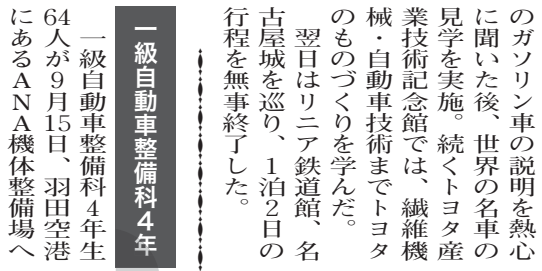 のガソリン車の説明を熱心
に聞いた後、世界の名車の
見学を実施。続くトヨタ産
業技術記念館では、繊維機
械・自動車技術までトヨタ
のものづくりを学んだ。
翌日はリニア鉄道館、名
古屋城を巡り、1泊2日の
行程を無事終了した。
一級自動車整備科4年
一級自動車整備科4年生
64人が9月15日、羽田空港
にあるANA機体整備場へ